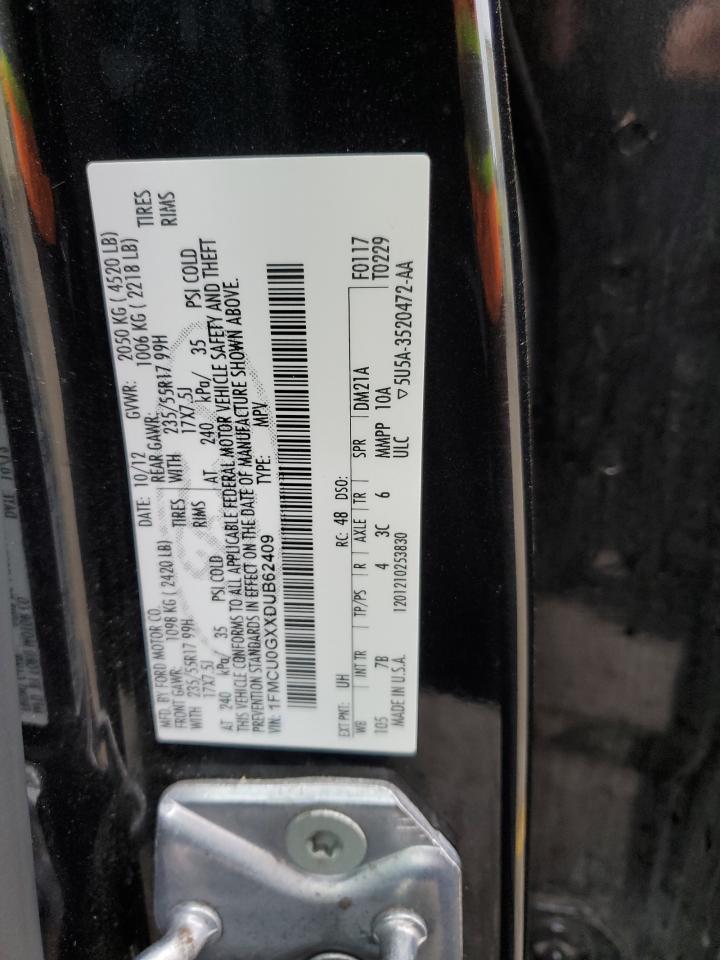 MFD. BY FORD MOTOR CO. DATE: 10/12 GVWR: 2050 KG ( 4520 LB)
FRONT GAWR: 1098 KG ( 2420 LB) REAR GAWR: 1006 KG ( 2218 LB)
WITH 235/55R17 99H TIRES WITH 235/55R17 99H TIRES
17X7.5J RIMS 17X7.5J RIMS
AT 240 kPa/ 35 PSI COLD AT 240 kPa/ 35 PSI COLD
THIS VEHICLE CONFORMS TO ALL APPLICABLE FEDERAL MOTOR VEHICLE SAFETY AND THEFT
PREVENTION STANDARDS IN EFFECT ON THE DATE OF MANUFACTURE SHOWN ABOVE.
VIN: 1FMCU0GXXDUB62409 TYPE: MPV
EXT PNT: UH RC: 48 DSO:
WB INT TR TP/PS R AXLE TR SPR DM21A F0117
105 7B 4 3C 6 MMPP 10A T0229
MADE IN U.S.A. 1201210253830 ULC ▽5U5A-3520472-AA